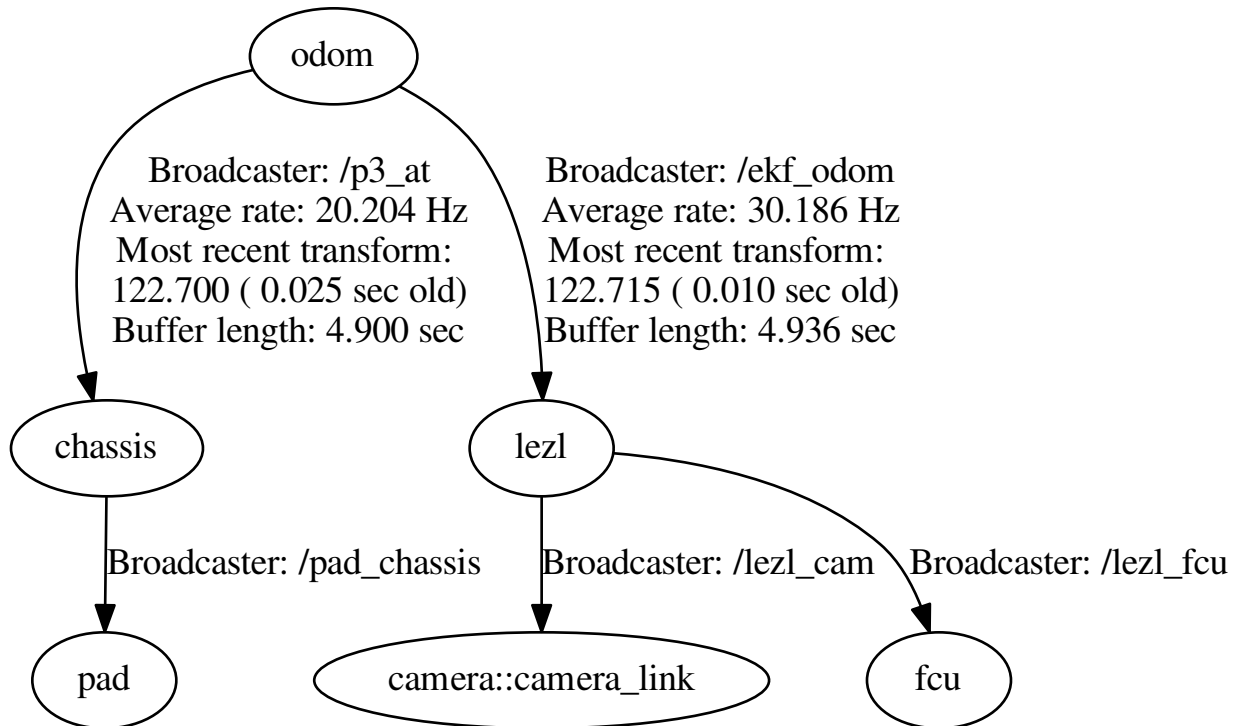 odom
Broadcaster: /p3_at
Average rate: 20.204 Hz
Most recent transform:
122.700 ( 0.025 sec old)
Buffer length: 4.900 sec
Broadcaster: /ekf_odom
Average rate: 30.186 Hz
Most recent transform:
122.715 ( 0.010 sec old)
Buffer length: 4.936 sec
chassis
lezl
Broadcaster: /pad_chassis
Broadcaster: /lezl_cam
Broadcaster: /lezl_fcu
pad
camera::camera_link
fcu